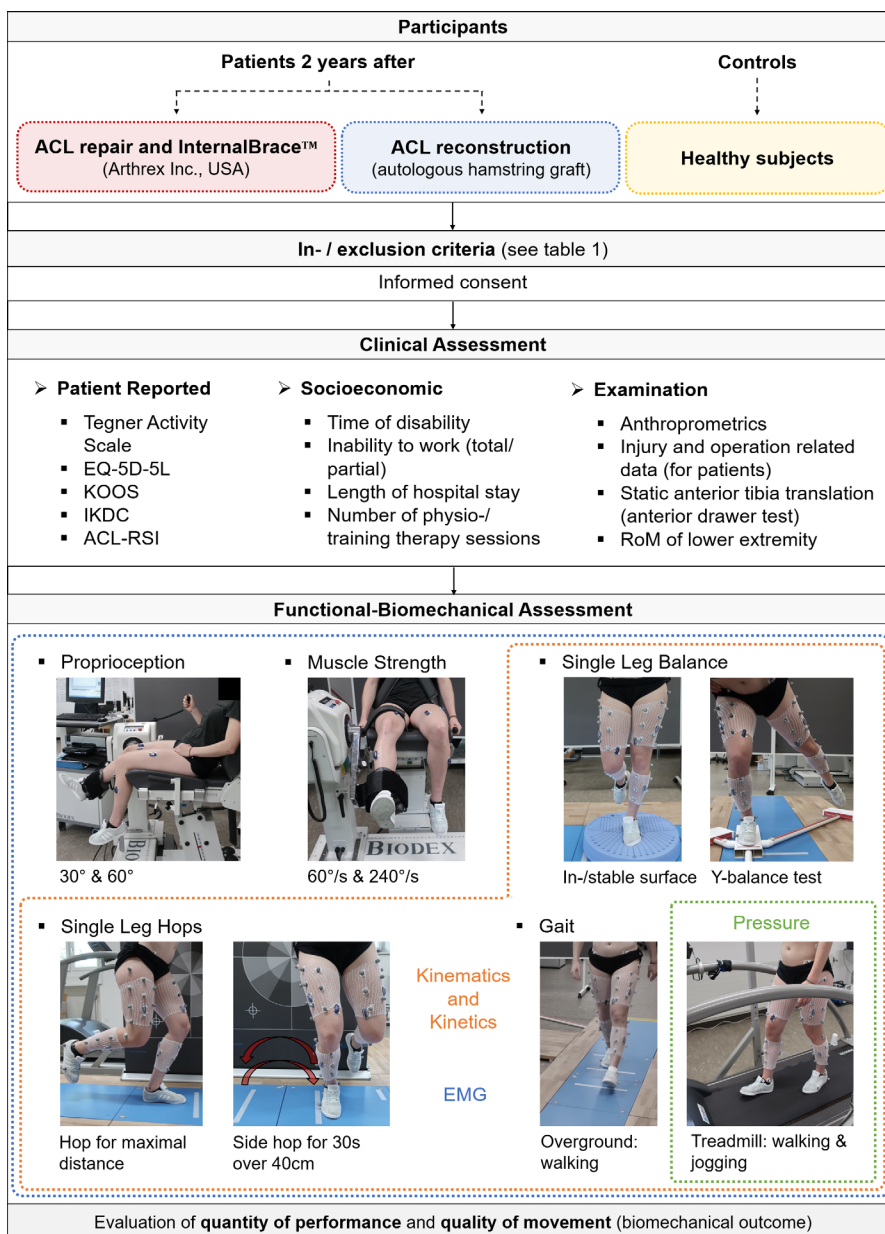 Participants
Patients 2 years after
Controls
ACL repair and InternalBrace™
(Arthrex Inc., USA)
ACL reconstruction
(autologous hamstring graft)
Healthy subjects
In- / exclusion criteria (see table 1)
Informed consent
Clinical Assessment
➢ Patient Reported
▪ Tegner Activity
Scale
▪ EQ-5D-5L
▪ KOOS
▪ IKDC
▪ ACL-RSI
➢ Socioeconomic
▪ Time of disability
▪ Inability to work (total/
partial)
▪ Length of hospital stay
▪ Number of physio-/
training therapy sessions
➢ Examination
▪ Anthroprometrics
▪ Injury and operation related
data (for patients)
▪ Static anterior tibia translation
(anterior drawer test)
▪ RoM of lower extremity
Functional-Biomechanical Assessment
▪ Proprioception
▪ Muscle Strength
▪ Single Leg Balance
BIODEX
BIODEX
30° & 60°
60°/s & 240°/s
In-/stable surface
Y-balance test
▪ Single Leg Hops
▪ Gait
Pressure
Kinematics
and
Kinetics
EMG
Hop for maximal
distance
Side hop for 30s
over 40cm
Overground:
walking
Treadmill: walking &
jogging
Evaluation of quantity of performance and quality of movement (biomechanical outcome)